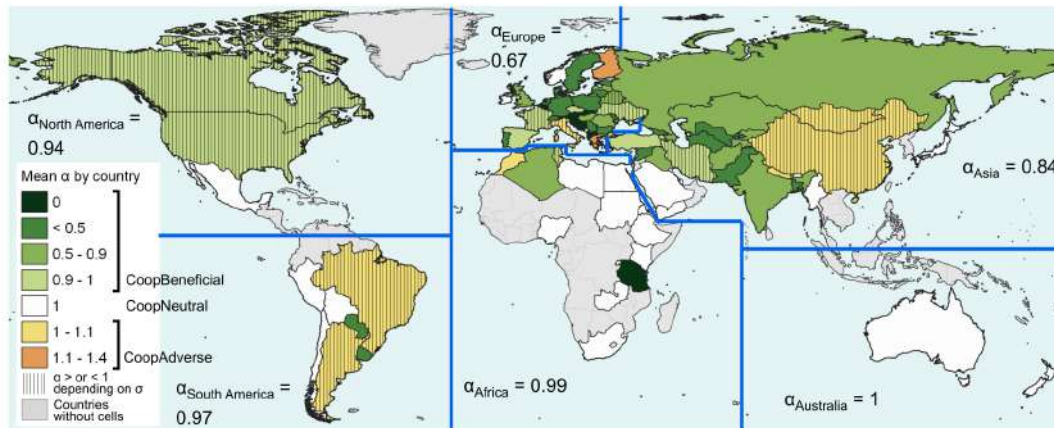 αEurope =
0.67
αNorth America =
0.94
αAsia = 0.84
Mean α by country
0
< 0.5
0.5 - 0.9
0.9 - 1
CoopBeneficial
1
CoopNeutral
1 - 1.1
1.1 - 1.4
CoopAdverse
α > or < 1
depending on σ
Countries
without cells
αSouth America =
0.97
αAfrica = 0.99
αAustralia = 1